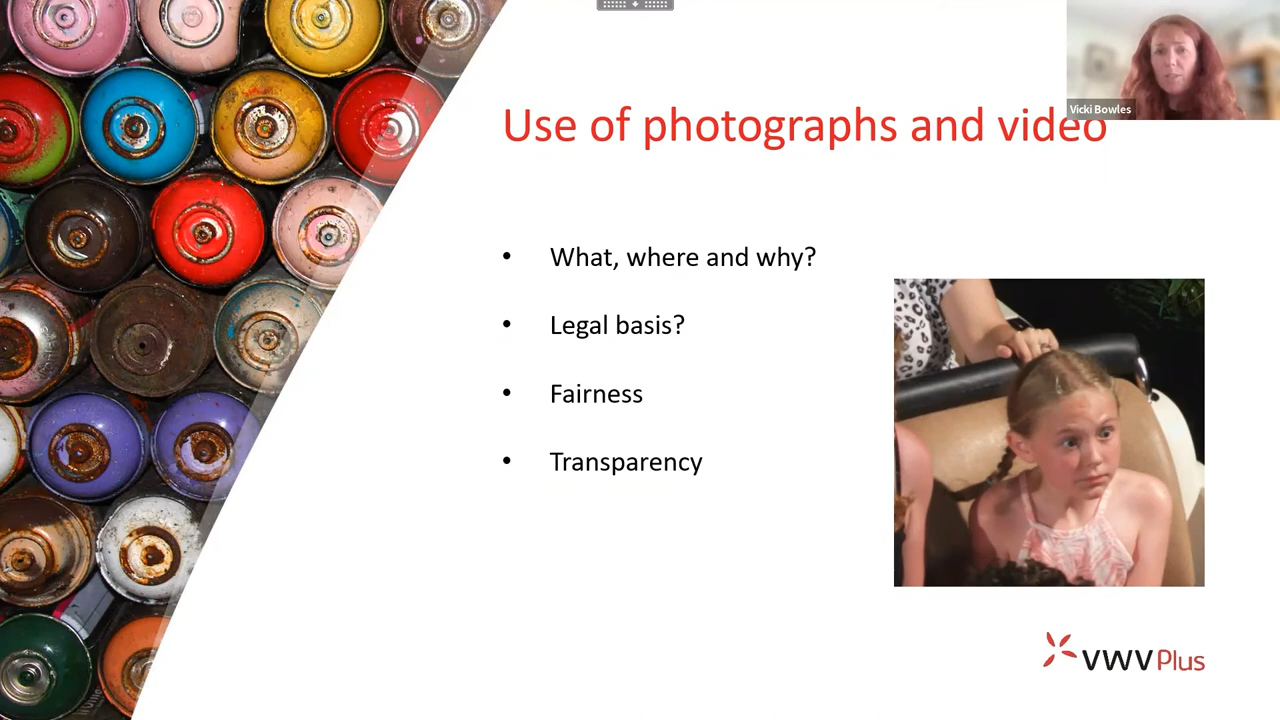 Vicki Bowles
Use of photographs and video
• What, where and why?
• Legal basis?
• Fairness
• Transparency
VWV Plus